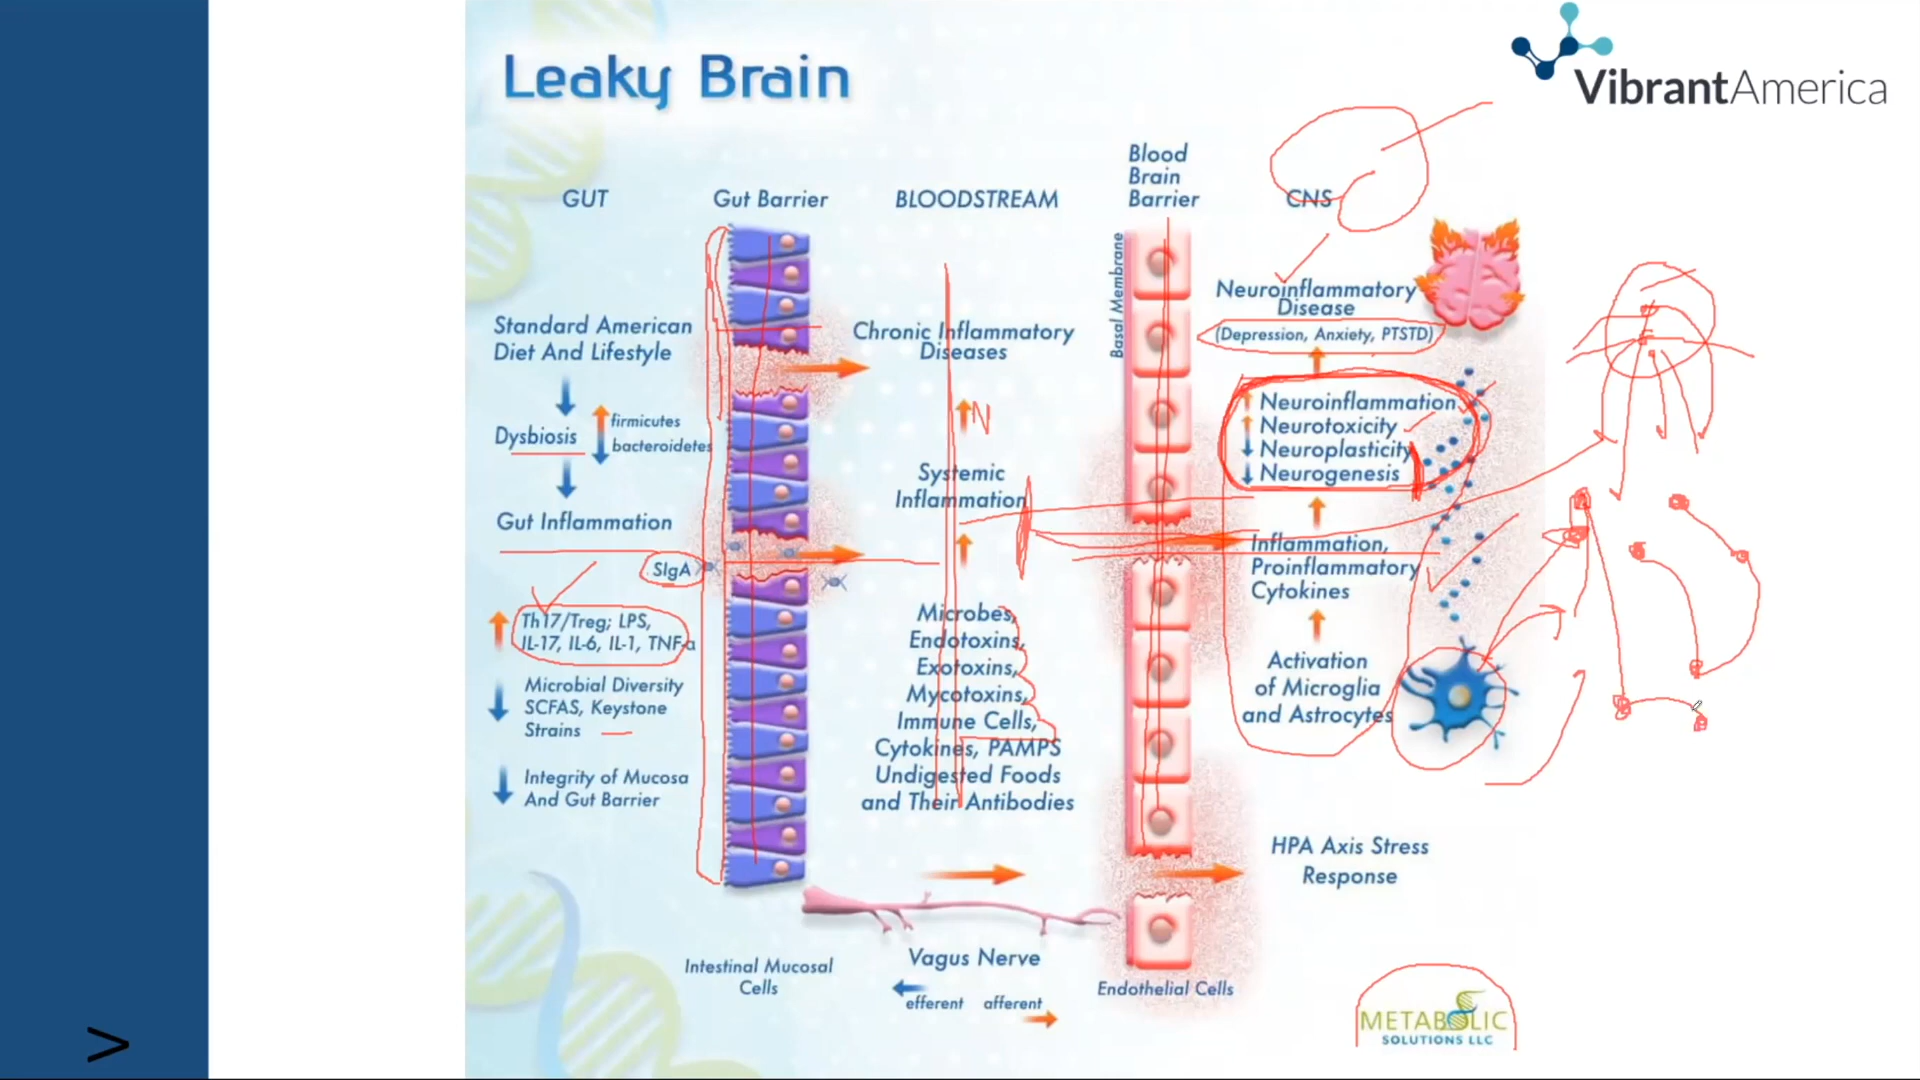 Leaky Brain
VibrantAmerica
GUT
Gut Barrier
BLOODSTREAM
Blood
Brain
Barrier
CNS
Standard American
Diet And Lifestyle
Dysbiosis
firmicutes
bacteroidetes
Gut Inflammation
SIgA
Th17/Treg; LPS,
IL-17, IL-6, IL-1, TNF-a
Microbial Diversity
SCFAS, Keystone
Strains
Integrity of Mucosa
And Gut Barrier
Intestinal Mucosal
Cells
Chronic Inflammatory
Diseases
N
Systemic
Inflammation
Microbes,
Endotoxins,
Exotoxins,
Mycotoxins,
Immune Cells,
Cytokines, PAMPS
Undigested Foods
and Their Antibodies
Vagus Nerve
efferent afferent
Basal Membrane
Endothelial Cells
Neuroinflammatory
Disease
(Depression, Anxiety, PTSTD)
Neuroinflammation
Neurotoxicity
Neuroplasticity
Neurogenesis
Inflammation,
Proinflammatory
Cytokines
Activation
of Microglia
and Astrocytes
HPA Axis Stress
Response
METABOLIC
SOLUTIONS LLC
>